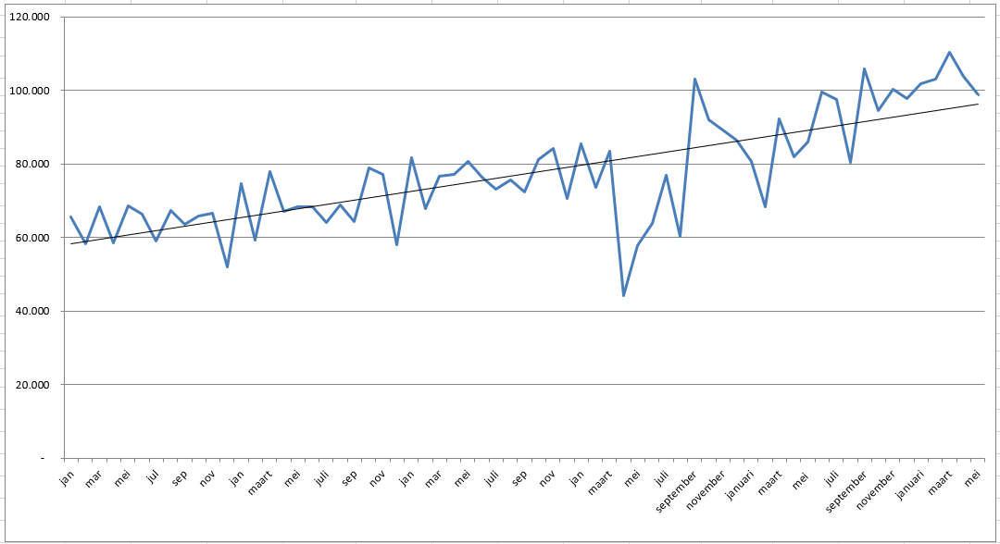 120.000
100.000
80.000
60.000
40.000
20.000
-
jan
mar
mei
jul
sep
nov
jan
maart
mei
juli
sep
nov
jan
mar
mei
juli
sep
nov
jan
maart
mei
juli
september
november
januari
maart
mei
juli
september
november
januari
maart
mei